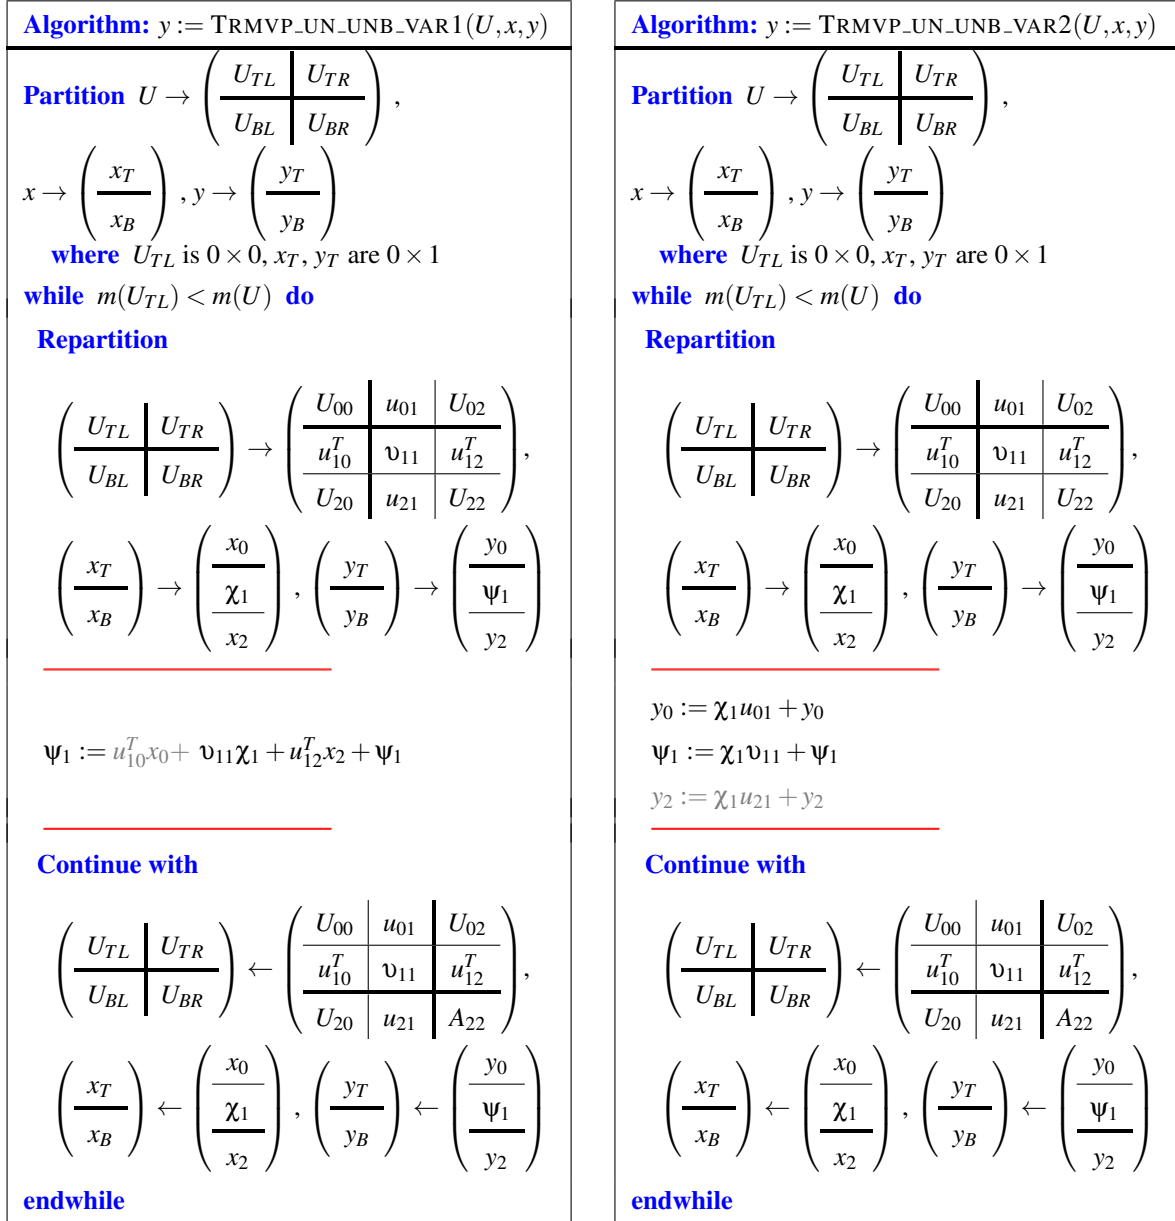 Algorithm: y := TRMVP_UN_UNB_VAR1(U,x,y)
Partition U → ( U_TL | U_TR
U_BL | U_BR ) ,
x → ( x_T
x_B ) , y → ( y_T
y_B )
where U_TL is 0 × 0, x_T, y_T are 0 × 1
while m(U_TL) < m(U) do
Repartition
( U_TL | U_TR
U_BL | U_BR ) → ( U_00 | u_01 | U_02
u_10^T | υ_11 | u_12^T
U_20 | u_21 | U_22 ) ,
( x_T
x_B ) → ( x_0
χ_1
x_2 ) , ( y_T
y_B ) → ( y_0
ψ_1
y_2 )
ψ_1 := u_10^T x_0 + υ_11 χ_1 + u_12^T x_2 + ψ_1
Continue with
( U_TL | U_TR
U_BL | U_BR ) ← ( U_00 | u_01 | U_02
u_10^T | υ_11 | u_12^T
U_20 | u_21 | A_22 ) ,
( x_T
x_B ) ← ( x_0
χ_1
x_2 ) , ( y_T
y_B ) ← ( y_0
ψ_1
y_2 )
endwhile
Algorithm: y := TRMVP_UN_UNB_VAR2(U,x,y)
Partition U → ( U_TL | U_TR
U_BL | U_BR ) ,
x → ( x_T
x_B ) , y → ( y_T
y_B )
where U_TL is 0 × 0, x_T, y_T are 0 × 1
while m(U_TL) < m(U) do
Repartition
( U_TL | U_TR
U_BL | U_BR ) → ( U_00 | u_01 | U_02
u_10^T | υ_11 | u_12^T
U_20 | u_21 | U_22 ) ,
( x_T
x_B ) → ( x_0
χ_1
x_2 ) , ( y_T
y_B ) → ( y_0
ψ_1
y_2 )
y_0 := χ_1 u_01 + y_0
ψ_1 := χ_1 υ_11 + ψ_1
y_2 := χ_1 u_21 + y_2
Continue with
( U_TL | U_TR
U_BL | U_BR ) ← ( U_00 | u_01 | U_02
u_10^T | υ_11 | u_12^T
U_20 | u_21 | A_22 ) ,
( x_T
x_B ) ← ( x_0
χ_1
x_2 ) , ( y_T
y_B ) ← ( y_0
ψ_1
y_2 )
endwhile